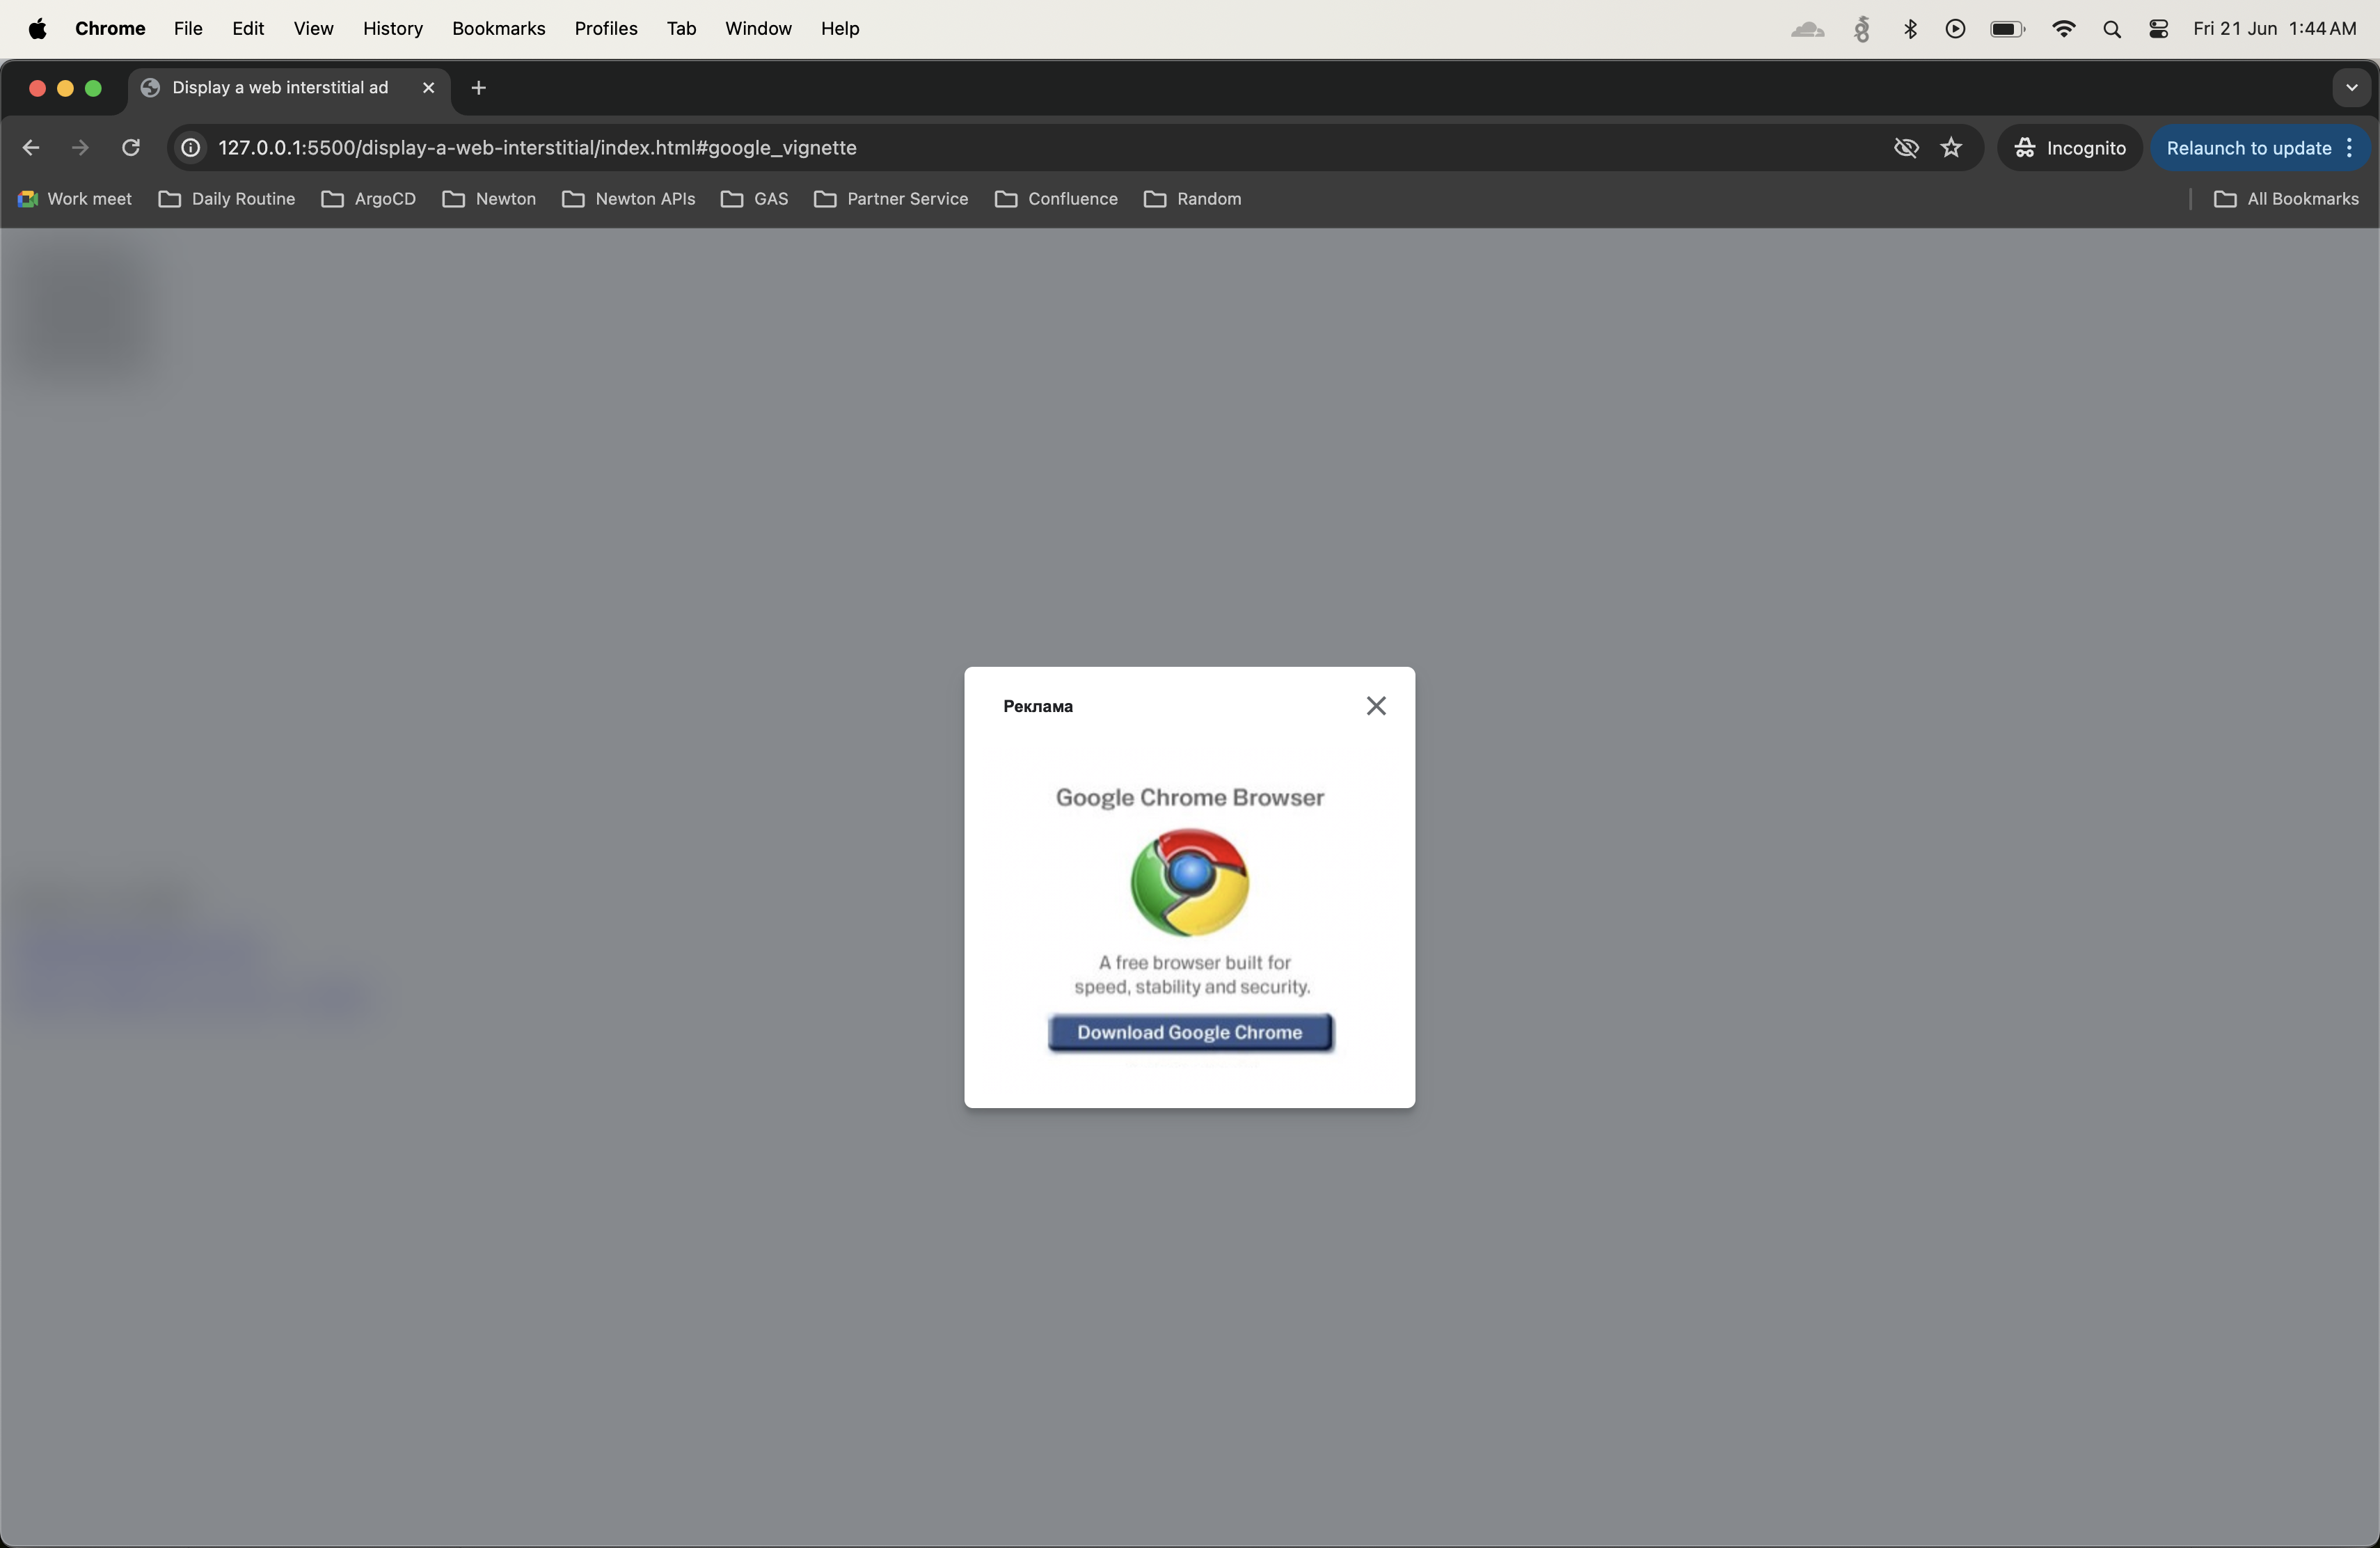 Chrome File Edit View History Bookmarks Profiles Tab Window Help Fri 21 Jun 1:44 AM
Display a web interstitial ad
127.0.0.1:5500/display-a-web-interstitial/index.html#google_vignette Incognito Relaunch to update
Work meet Daily Routine ArgoCD Newton Newton APIs GAS Partner Service Confluence Random All Bookmarks
Реклама
Google Chrome Browser
A free browser built for
speed, stability and security.
Download Google Chrome